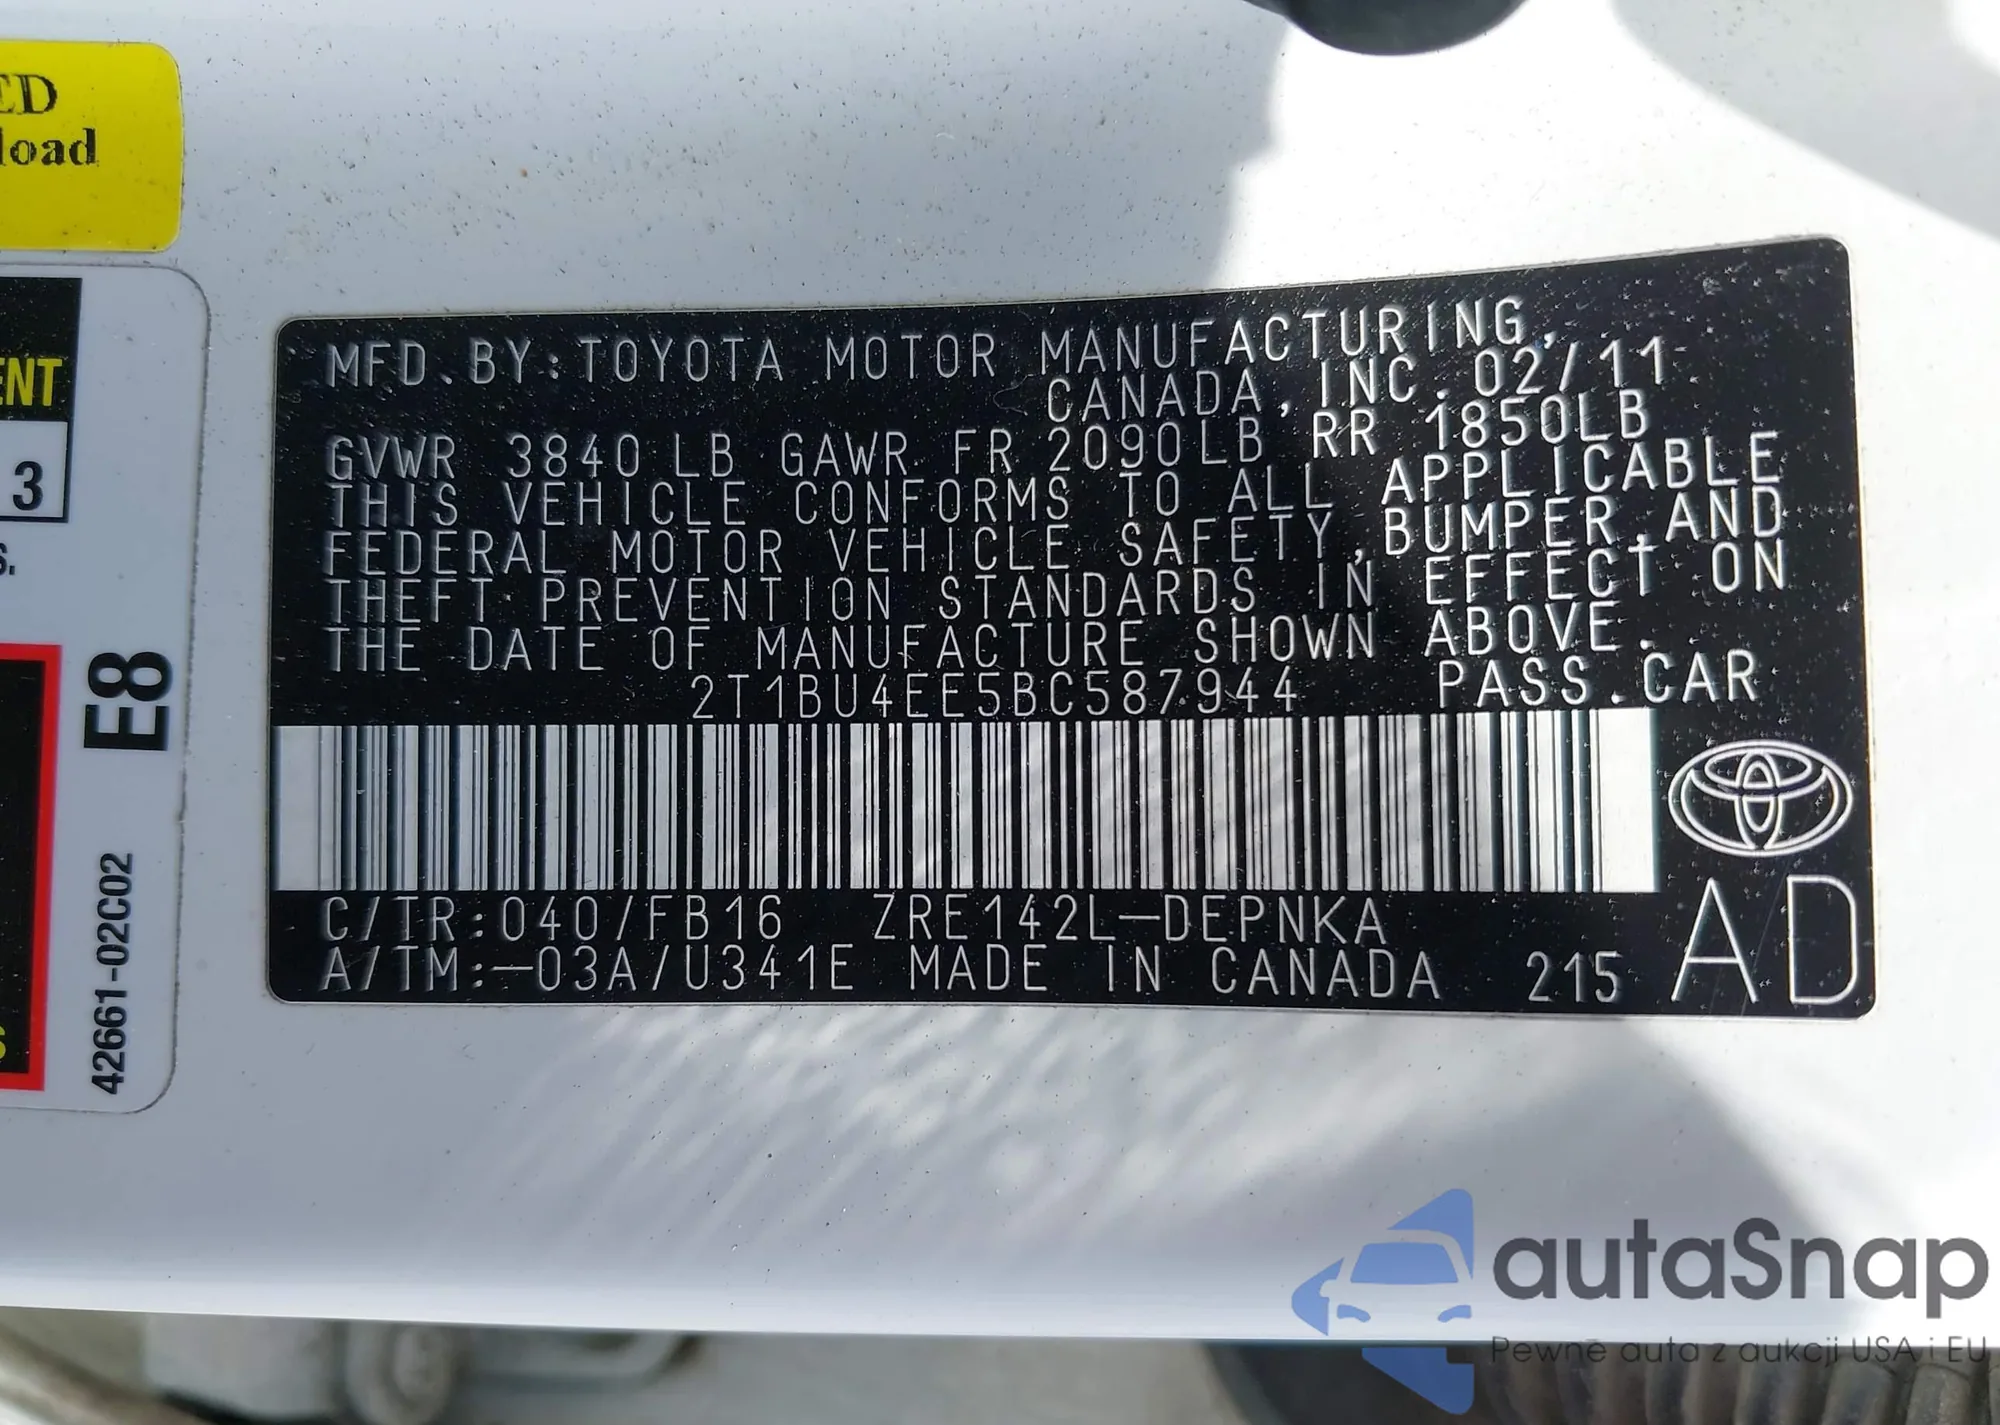 ED
load
ENT
3
S.
E8
42661-02C02
MFD.BY:TOYOTA MOTOR MANUFACTURING,
CANADA, INC. 02/11
GVWR 3840 LB GAWR FR 2090LB RR 1850LB
THIS VEHICLE CONFORMS TO ALL APPLICABLE
FEDERAL MOTOR VEHICLE SAFETY, BUMPER,AND
THEFT PREVENTION STANDARDS IN EFFECT ON
THE DATE OF MANUFACTURE SHOWN ABOVE.
2T1BU4EE5BC587944 PASS.CAR
C/TR:040/FB16 ZRE142L-DEPNKA
A/TM:-03A/U341E MADE IN CANADA 215
AD
autaSnap
Pewne auta z aukcji USA i EU